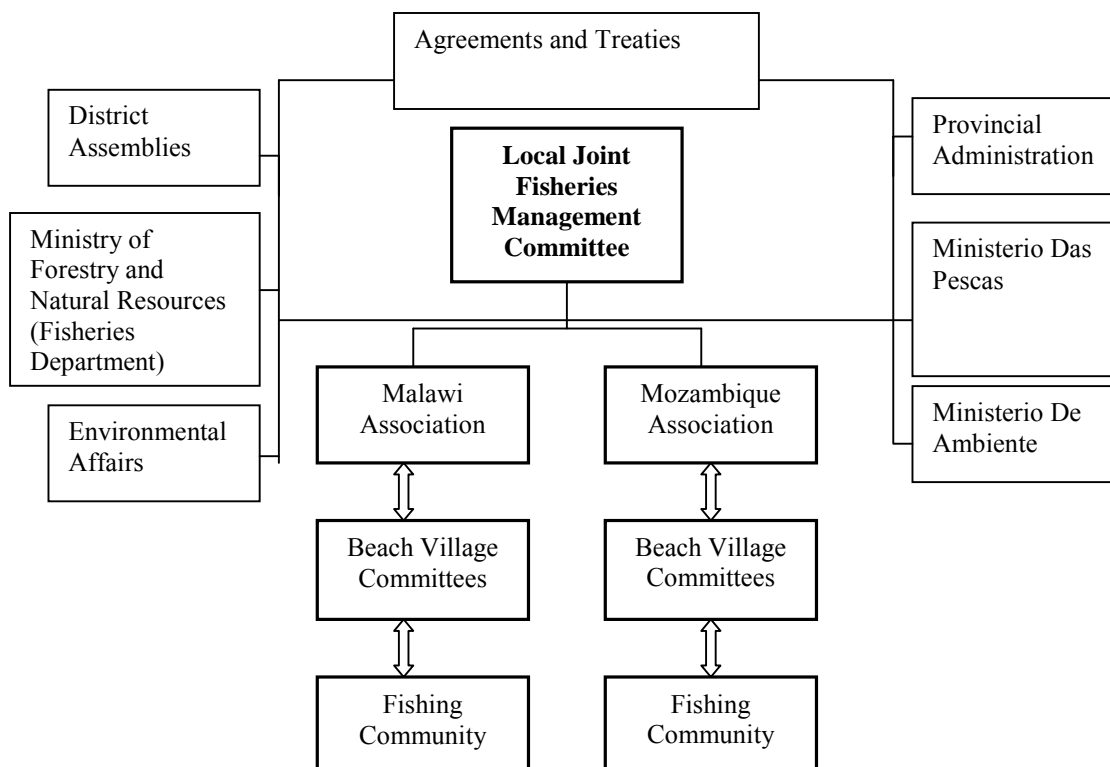 Agreements and Treaties
District
Assemblies
Local Joint
Fisheries
Management
Committee
Provincial
Administration
Ministry of
Forestry and
Natural Resources
(Fisheries
Department)
Ministerio Das
Pescas
Environmental
Affairs
Malawi
Association
Mozambique
Association
Ministerio De
Ambiente
Beach Village
Committees
Beach Village
Committees
Fishing
Community
Fishing
Community